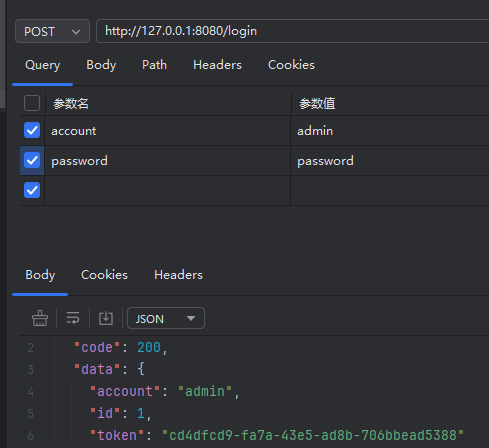 POST http://127.0.0.1:8080/login
Query Body Path Headers Cookies
参数名 参数值
account admin
password password
Body Cookies Headers
JSON
2 "code": 200,
3 "data": {
4 "account": "admin",
5 "id": 1,
6 "token": "cd4dfcd9-fa7a-43e5-ad8b-706bbead5388"